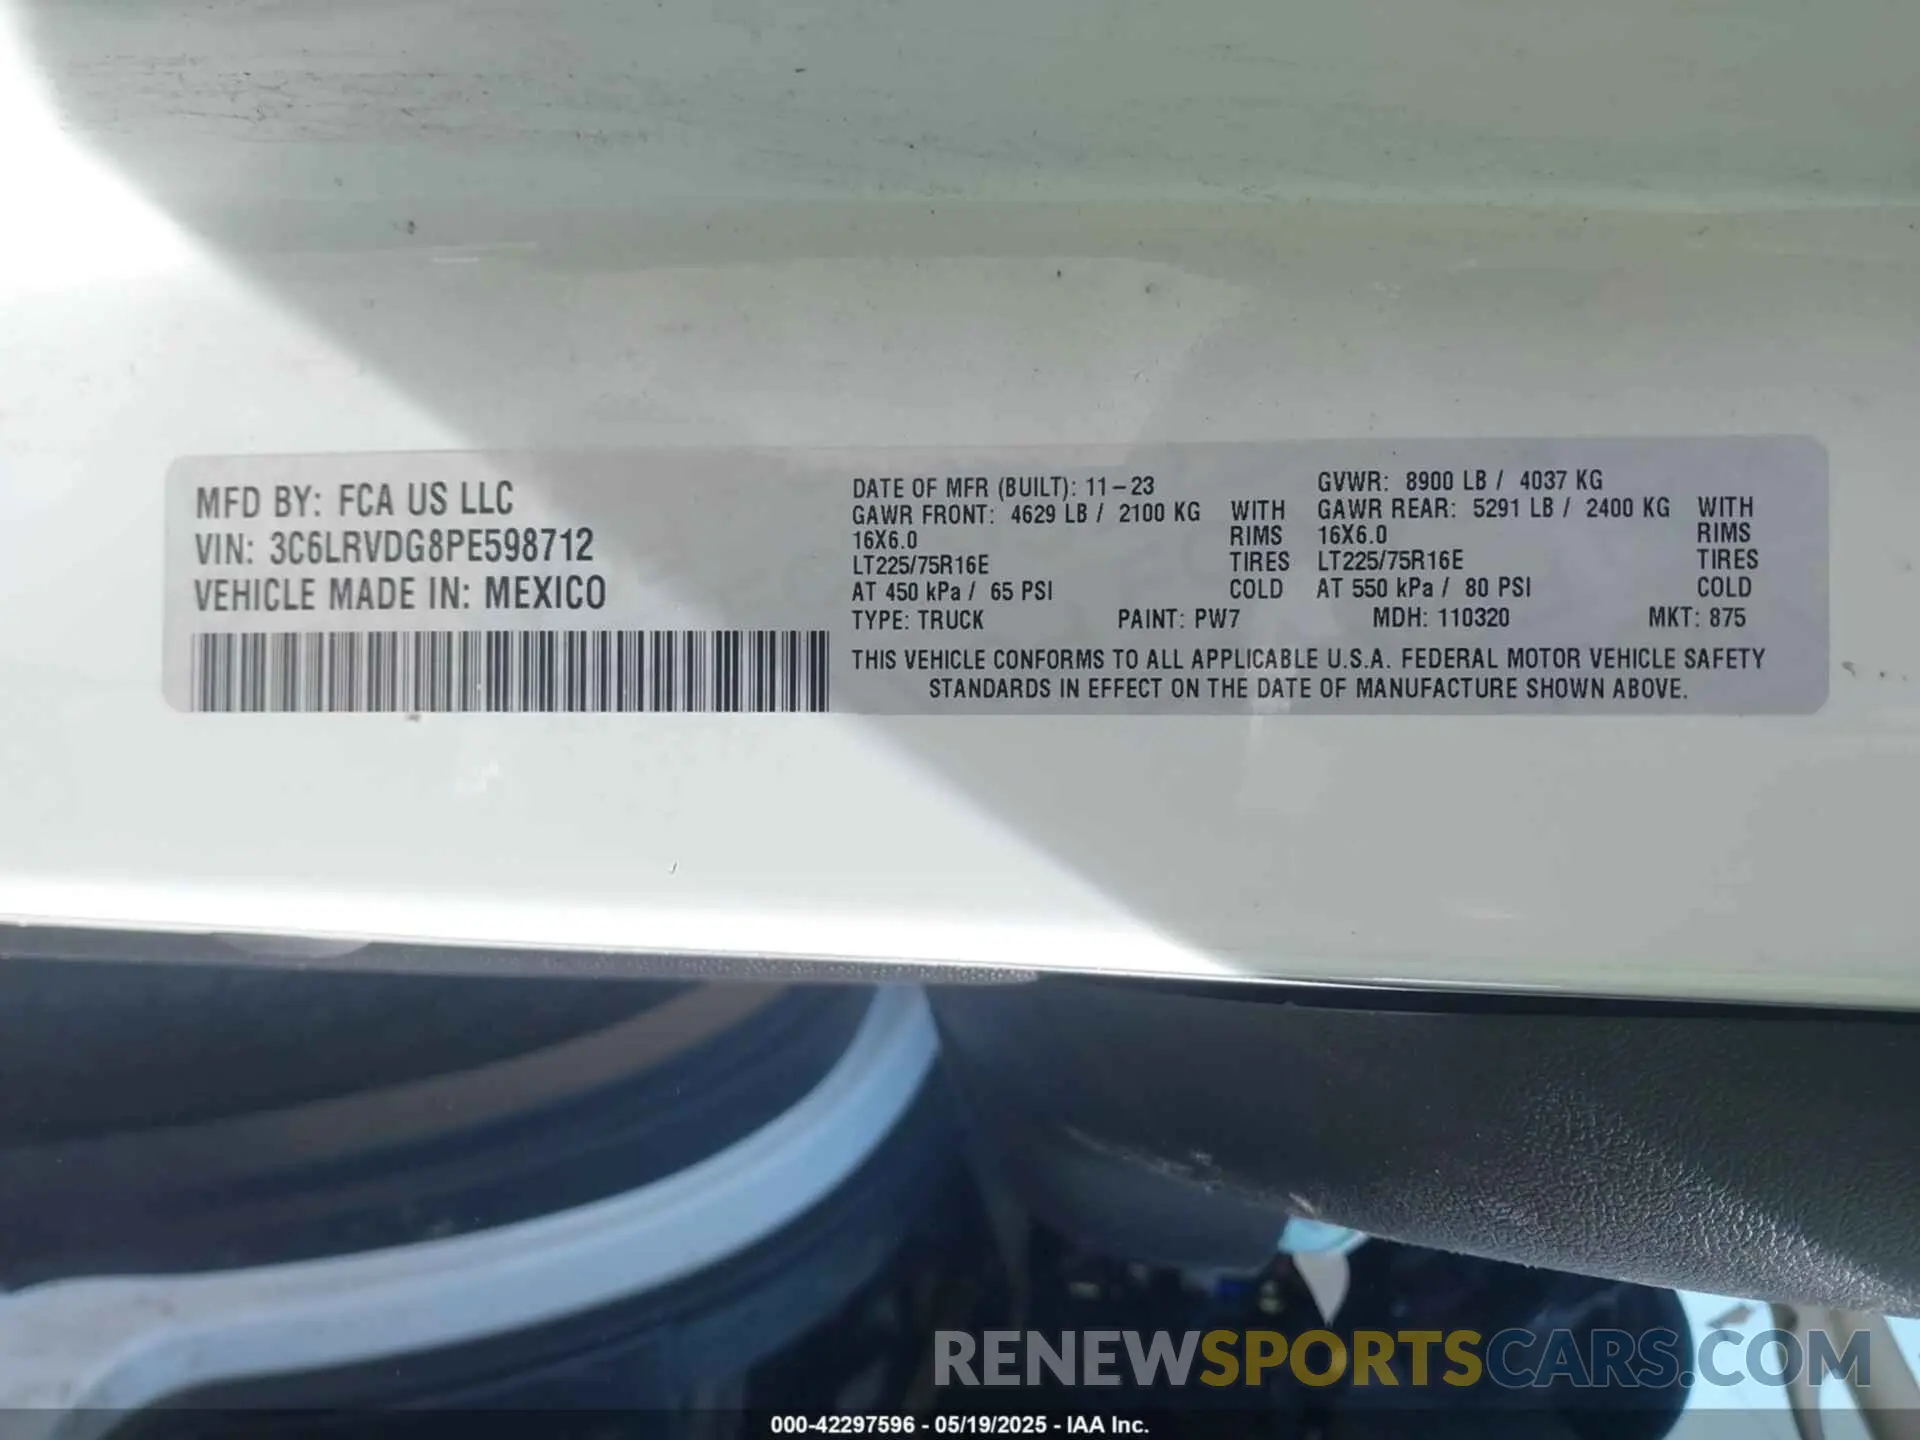 MFD BY: FCA US LLC
VIN: 3C6LRVDG8PE598712
VEHICLE MADE IN: MEXICO
DATE OF MFR (BUILT): 11-23 GVWR: 8900 LB / 4037 KG
GAWR FRONT: 4629 LB / 2100 KG WITH GAWR REAR: 5291 LB / 2400 KG WITH
16X6.0 RIMS 16X6.0 RIMS
LT225/75R16E TIRES LT225/75R16E TIRES
AT 450 kPa / 65 PSI COLD AT 550 kPa / 80 PSI COLD
TYPE: TRUCK PAINT: PW7 MDH: 110320 MKT: 875
THIS VEHICLE CONFORMS TO ALL APPLICABLE U.S.A. FEDERAL MOTOR VEHICLE SAFETY
STANDARDS IN EFFECT ON THE DATE OF MANUFACTURE SHOWN ABOVE.
RENEWSPORTSCARS.COM
000-42297596 - 05/19/2025 - IAA Inc.